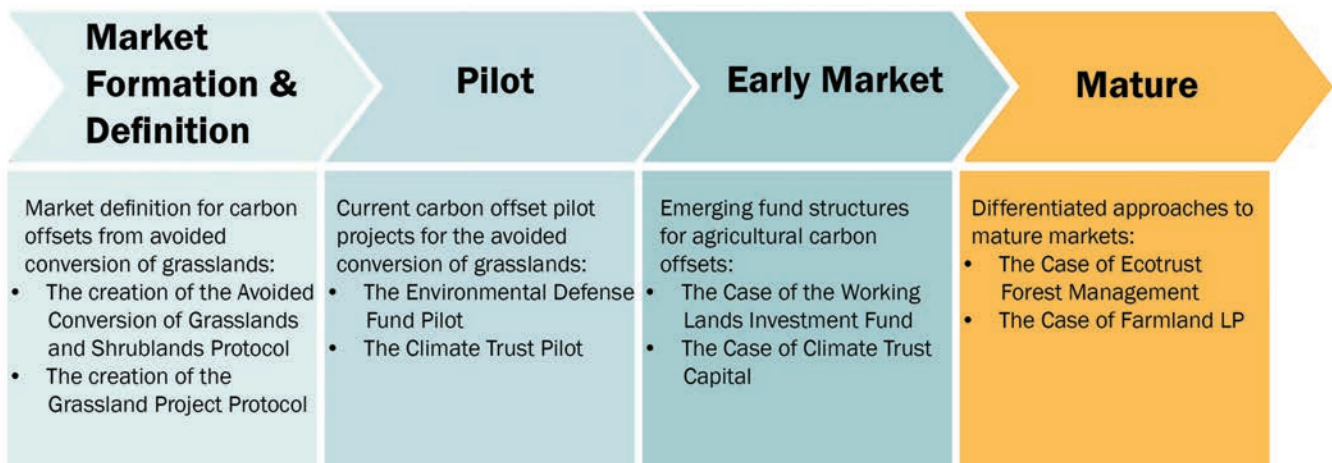 Market
Formation &
Definition
Pilot
Early Market
Mature
Market definition for carbon
offsets from avoided
conversion of grasslands:
• The creation of the Avoided
Conversion of Grasslands
and Shrublands Protocol
• The creation of the
Grassland Project Protocol
Current carbon offset pilot
projects for the avoided
conversion of grasslands:
• The Environmental Defense
Fund Pilot
• The Climate Trust Pilot
Emerging fund structures
for agricultural carbon
offsets:
• The Case of the Working
Lands Investment Fund
• The Case of Climate Trust
Capital
Differentiated approaches to
mature markets:
• The Case of Ecotrust
Forest Management
• The Case of Farmland LP